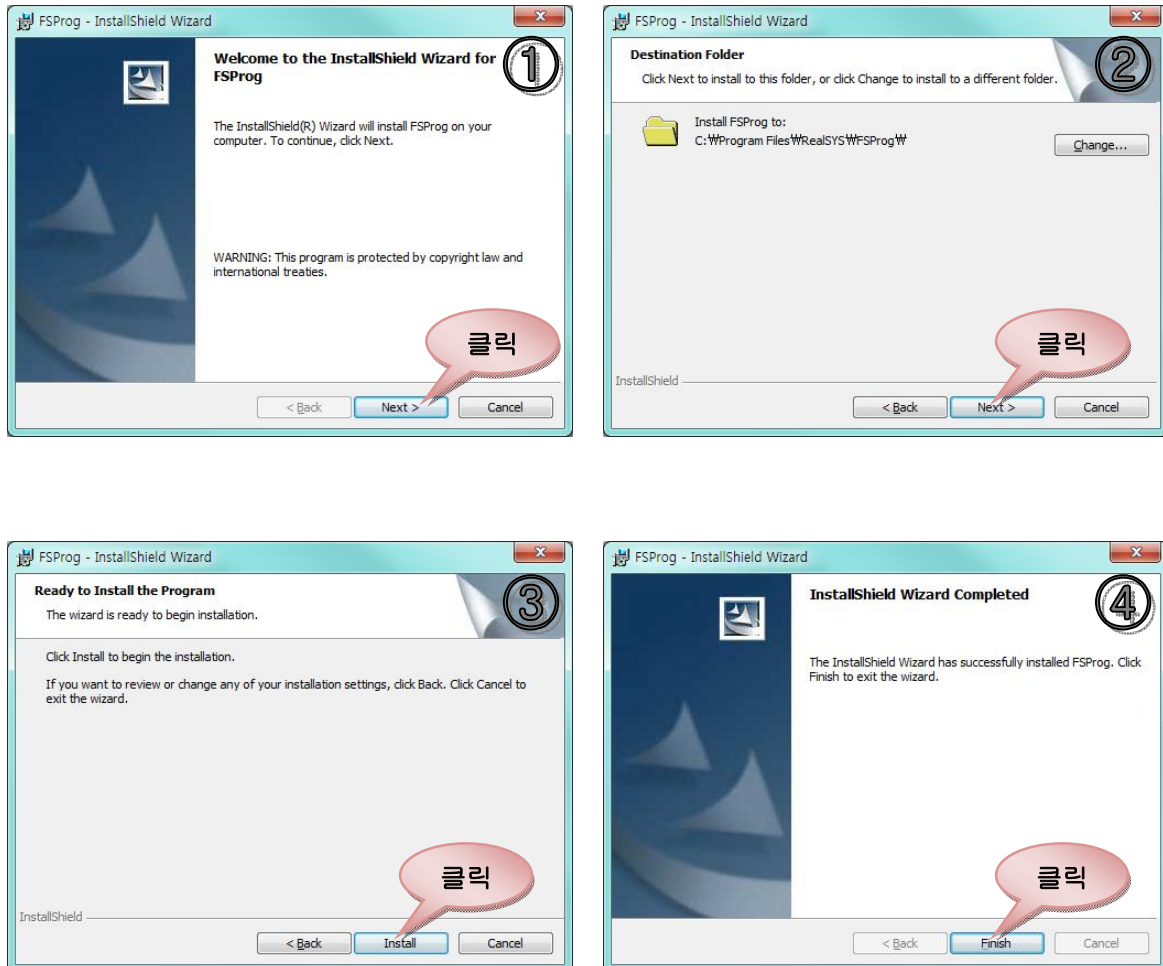 FSProg - InstallShield Wizard
①
Welcome to the InstallShield Wizard for
FSProg
The InstallShield(R) Wizard will install FSProg on your
computer. To continue, click Next.
WARNING: This program is protected by copyright law and
international treaties.
클릭
< Back
Next >
Cancel
FSProg - InstallShield Wizard
②
Destination Folder
Click Next to install to this folder, or click Change to install to a different folder.
Install FSProg to:
C:₩Program Files₩RealSYS₩FSProg₩
Change...
클릭
InstallShield
< Back
Next >
Cancel
FSProg - InstallShield Wizard
③
Ready to Install the Program
The wizard is ready to begin installation.
Click Install to begin the installation.
If you want to review or change any of your installation settings, click Back. Click Cancel to
exit the wizard.
클릭
InstallShield
< Back
Install
Cancel
FSProg - InstallShield Wizard
④
InstallShield Wizard Completed
The InstallShield Wizard has successfully installed FSProg. Click
Finish to exit the wizard.
클릭
< Back
Finish
Cancel